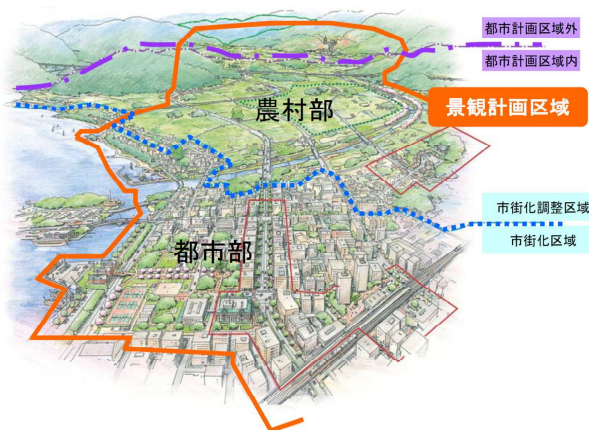 都市計画区域外
都市計画区域内
景観計画区域
農村部
市街化調整区域
市街化区域
都市部